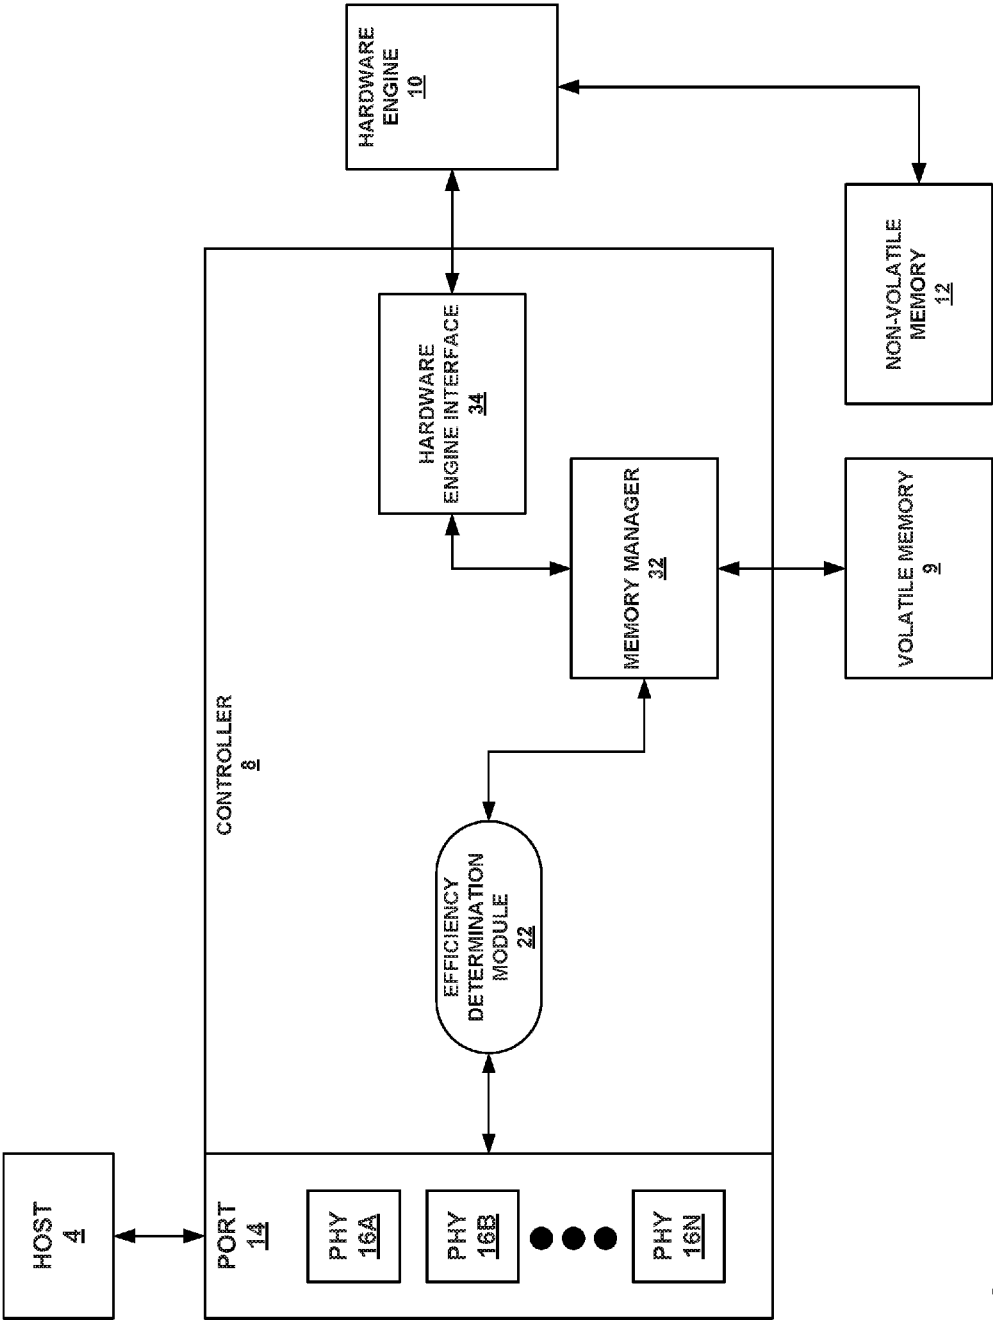 HOST
4
PORT
14
PHY
16A
PHY
16B
PHY
16N
CONTROLLER
8
EFFICIENCY
DETERMINATION
MODULE
22
MEMORY MANAGER
32
HARDWARE
ENGINE INTERFACE
34
HARDWARE
ENGINE
10
VOLATILE MEMORY
9
NON-VOLATILE
MEMORY
12